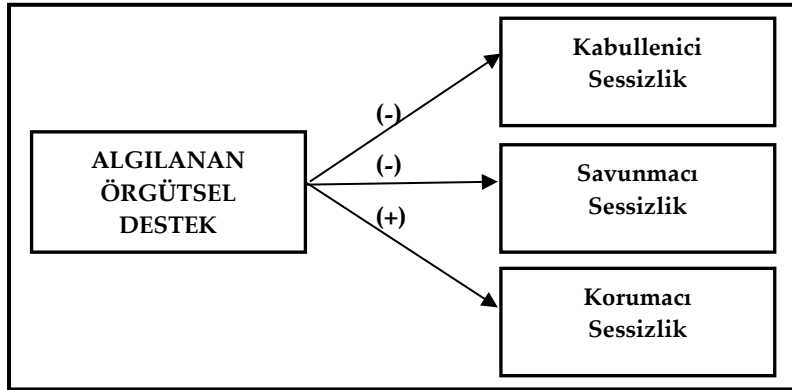 Kabullenici
Sessizlik
(-)
ALGILANAN
ÖRGÜTSEL
DESTEK
(-)
Savunmacı
Sessizlik
(+)
Korumacı
Sessizlik